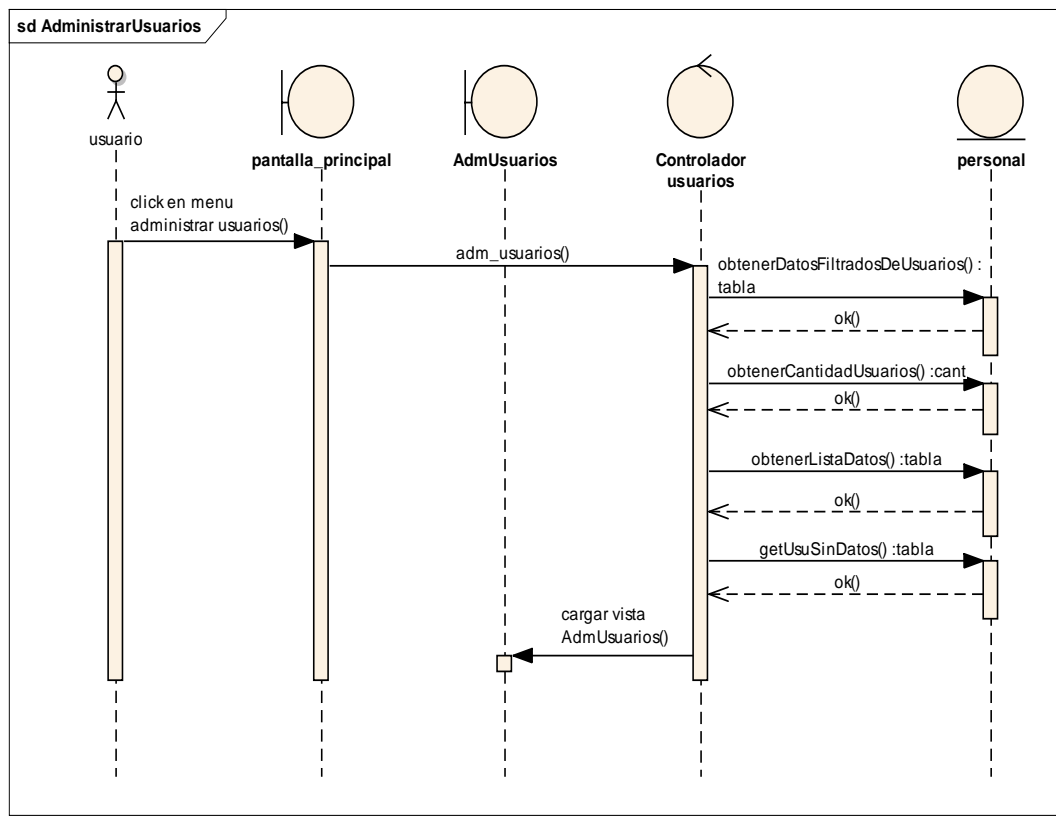 sd AdministrarUsuarios
usuario
pantalla_principal
AdmUsuarios
Controlador
usuarios
personal
click en menu
administrar usuarios()
adm_usuarios()
obtenerDatosFiltradosDeUsuarios() :
tabla
ok()
obtenerCantidadUsuarios() :cant
ok()
obtenerListaDatos() :tabla
ok()
getUsuSinDatos() :tabla
ok()
cargar vista
AdmUsuarios()